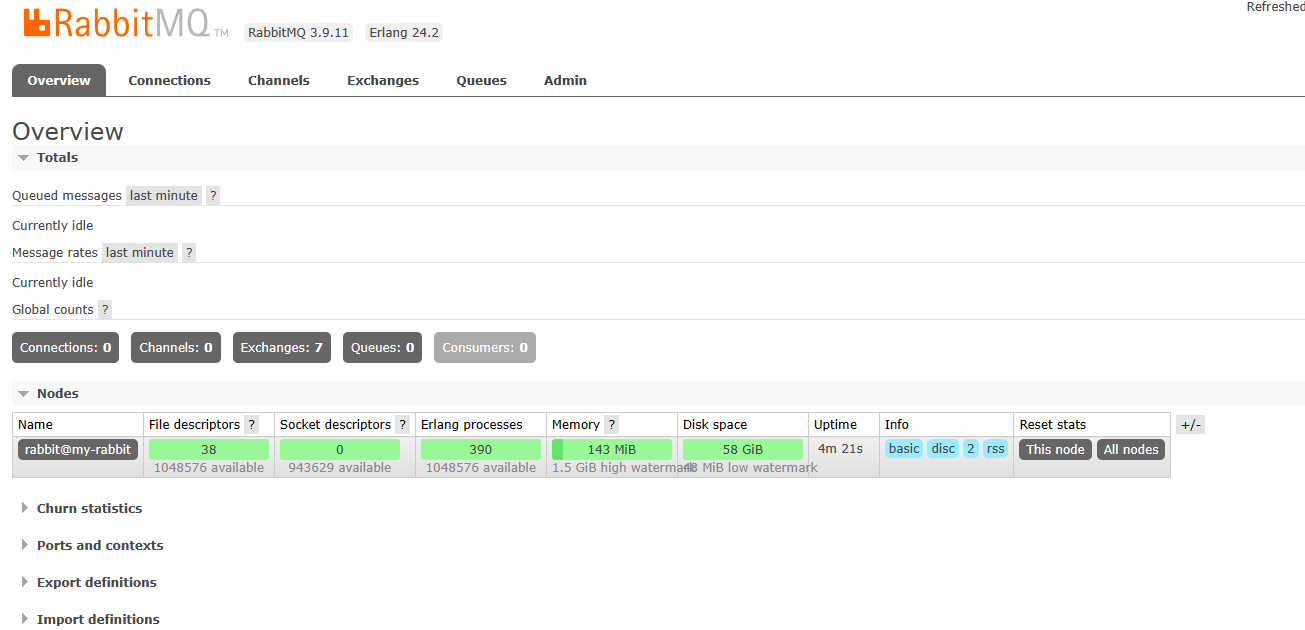 Refreshed
RabbitMQ TM RabbitMQ 3.9.11 Erlang 24.2
Overview Connections Channels Exchanges Queues Admin
Overview
Totals
Queued messages last minute ?
Currently idle
Message rates last minute ?
Currently idle
Global counts ?
Connections: 0 Channels: 0 Exchanges: 7 Queues: 0 Consumers: 0
Nodes
Name File descriptors ? Socket descriptors ? Erlang processes Memory ? Disk space Uptime Info Reset stats +/-
rabbit@my-rabbit 38 0 390 143 MiB 58 GiB 4m 21s basic disc 2 rss This node All nodes
1048576 available 943629 available 1048576 available 1.5 GiB high watermark 48 MiB low watermark
Churn statistics
Ports and contexts
Export definitions
Import definitions